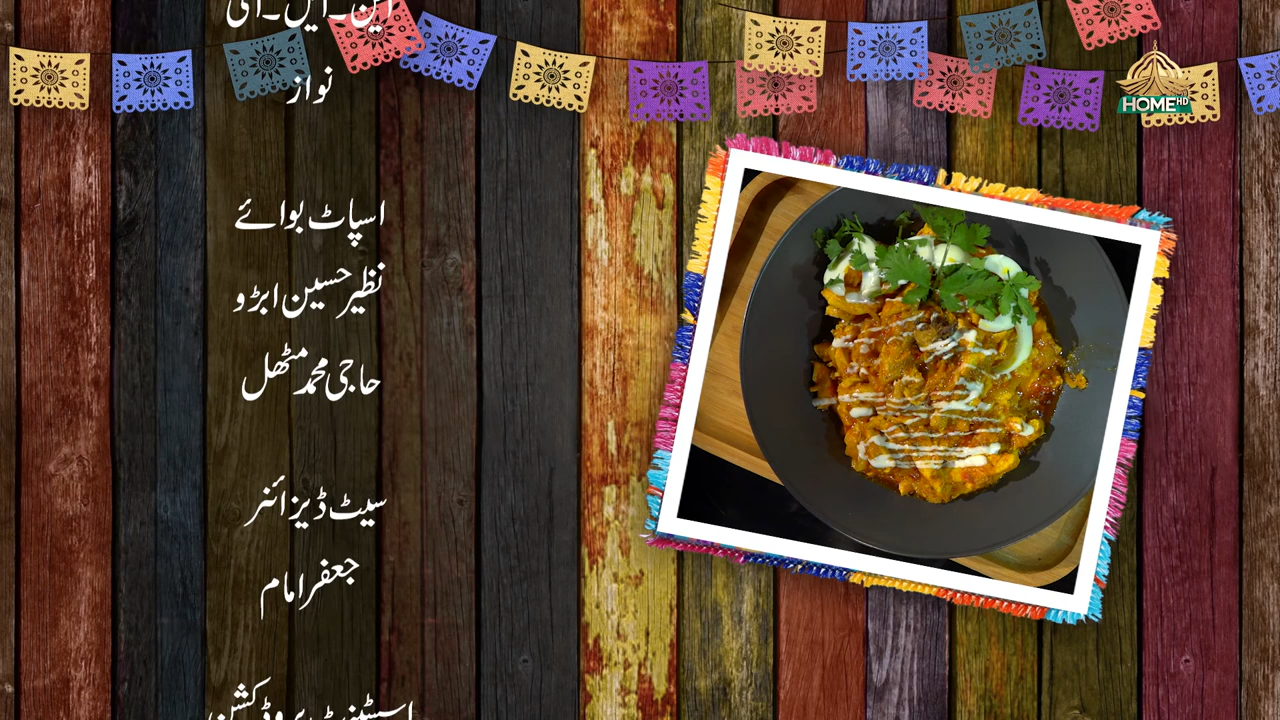 نواز
اسپاٹ بوائے
نظیر حسین ابڑو
حاجی محمد مٹھل
سیٹ ڈیزائنر
جعفر امام
HOME HD